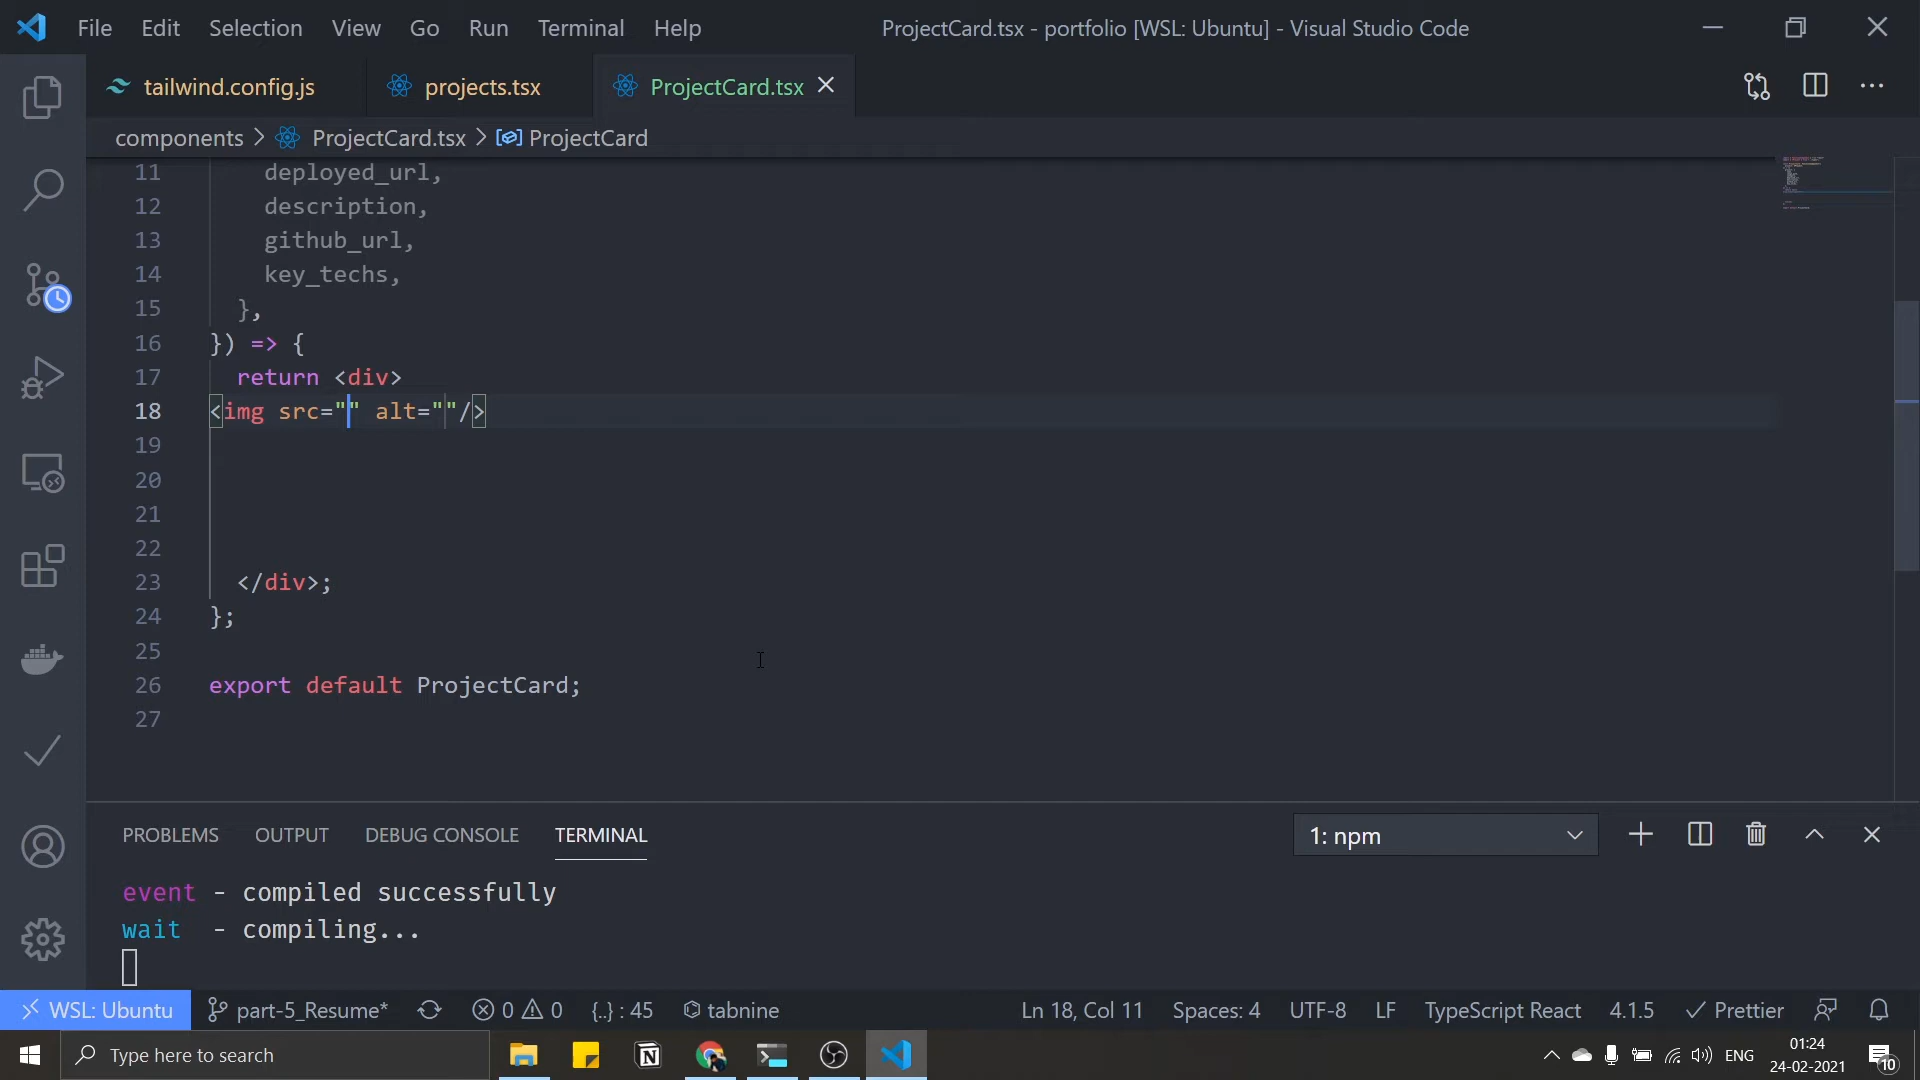 File Edit Selection View Go Run Terminal Help ProjectCard.tsx - portfolio [WSL: Ubuntu] - Visual Studio Code
tailwind.config.js projects.tsx ProjectCard.tsx
components > ProjectCard.tsx > ProjectCard
11 deployed_url,
12 description,
13 github_url,
14 key_techs,
15 },
16 }) => {
17 return <div>
18 <img src="" alt=""/>
19
20
21
22
23 </div>;
24 };
25
26 export default ProjectCard;
27
PROBLEMS OUTPUT DEBUG CONSOLE TERMINAL 1: npm
event - compiled successfully
wait - compiling...
WSL: Ubuntu part-5_Resume* 0 0 {..} : 45 tabnine Ln 18, Col 11 Spaces: 4 UTF-8 LF TypeScript React 4.1.5 Prettier
Type here to search ENG 01:24
24-02-2021
10